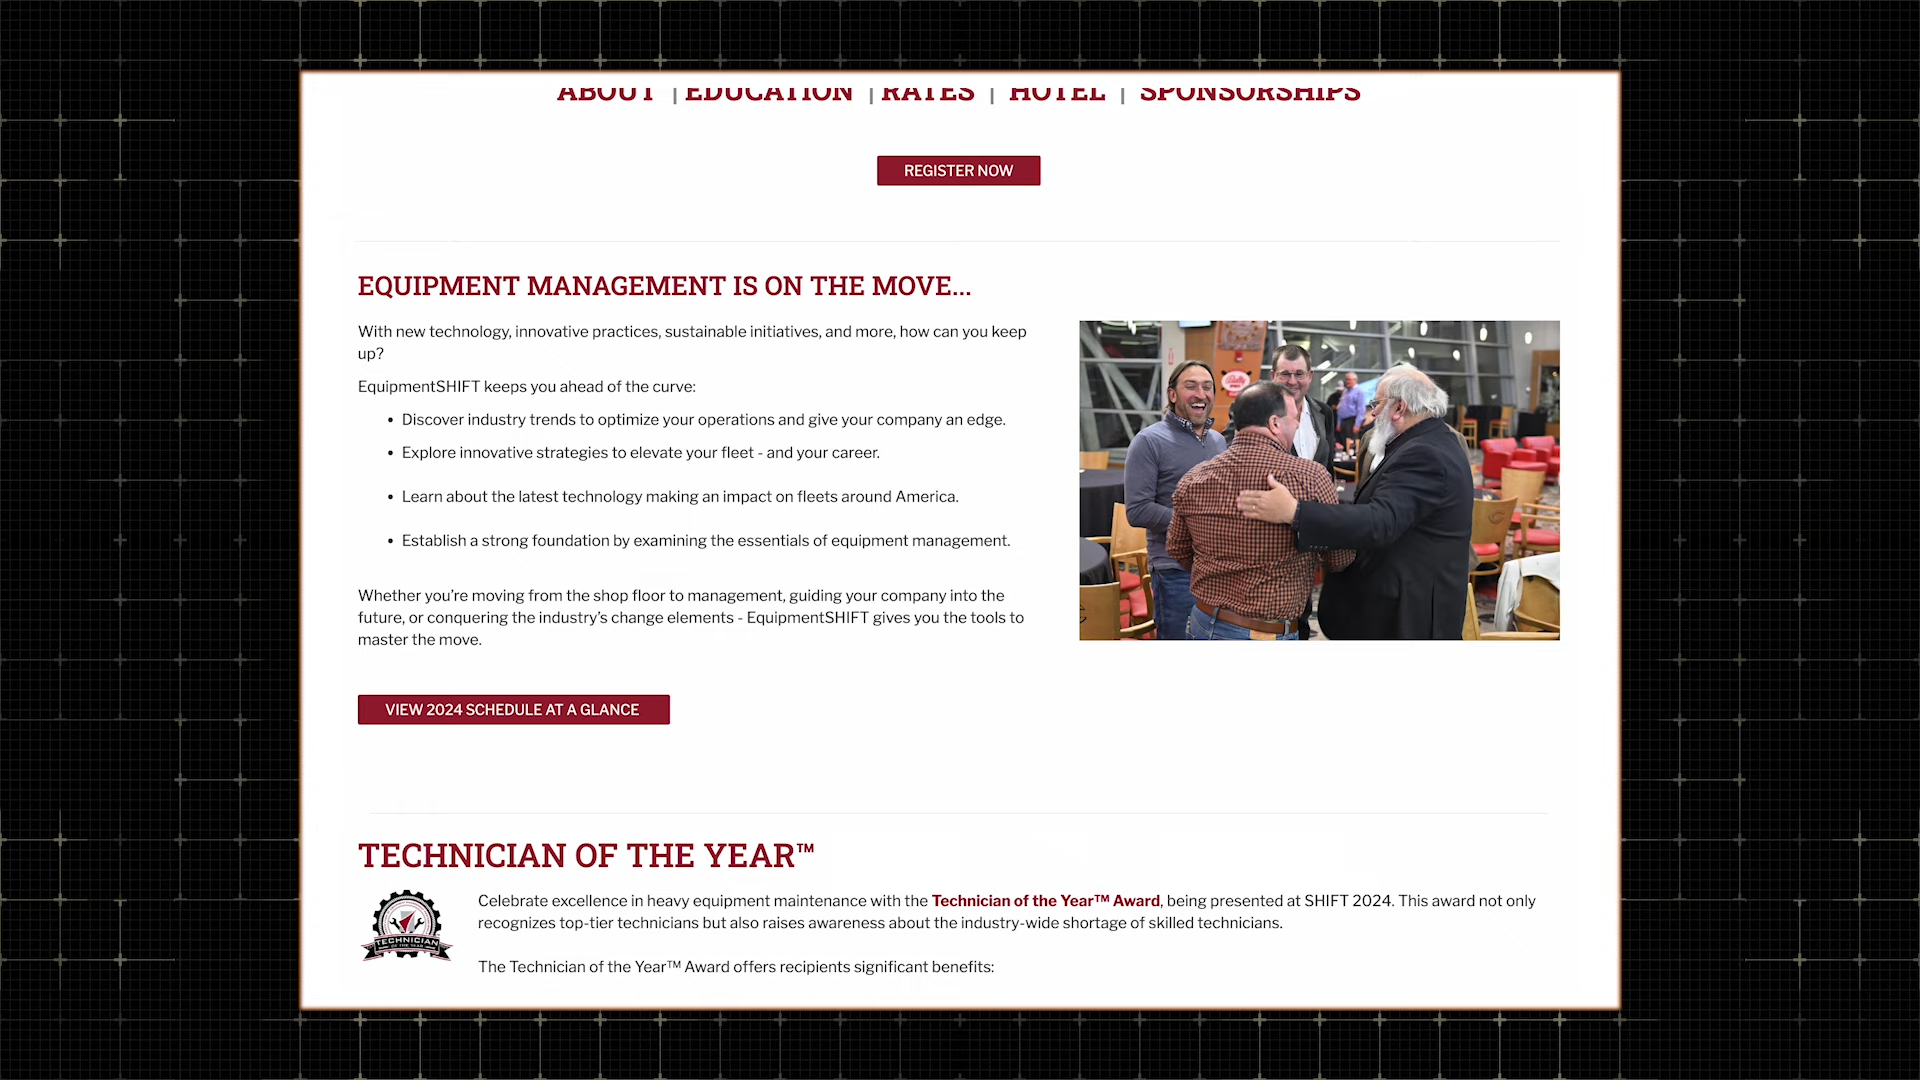 ABOUT | EDUCATION | RATES | HOTEL | SPONSORSHIPS
REGISTER NOW
EQUIPMENT MANAGEMENT IS ON THE MOVE...
With new technology, innovative practices, sustainable initiatives, and more, how can you keep
up?
EquipmentSHIFT keeps you ahead of the curve:
• Discover industry trends to optimize your operations and give your company an edge.
• Explore innovative strategies to elevate your fleet - and your career.
• Learn about the latest technology making an impact on fleets around America.
• Establish a strong foundation by examining the essentials of equipment management.
Whether you’re moving from the shop floor to management, guiding your company into the
future, or conquering the industry’s change elements - EquipmentSHIFT gives you the tools to
master the move.
VIEW 2024 SCHEDULE AT A GLANCE
TECHNICIAN OF THE YEAR™
Celebrate excellence in heavy equipment maintenance with the Technician of the Year™ Award, being presented at SHIFT 2024. This award not only
recognizes top-tier technicians but also raises awareness about the industry-wide shortage of skilled technicians.
TECHNICIAN
OF THE YEAR
The Technician of the Year™ Award offers recipients significant benefits: